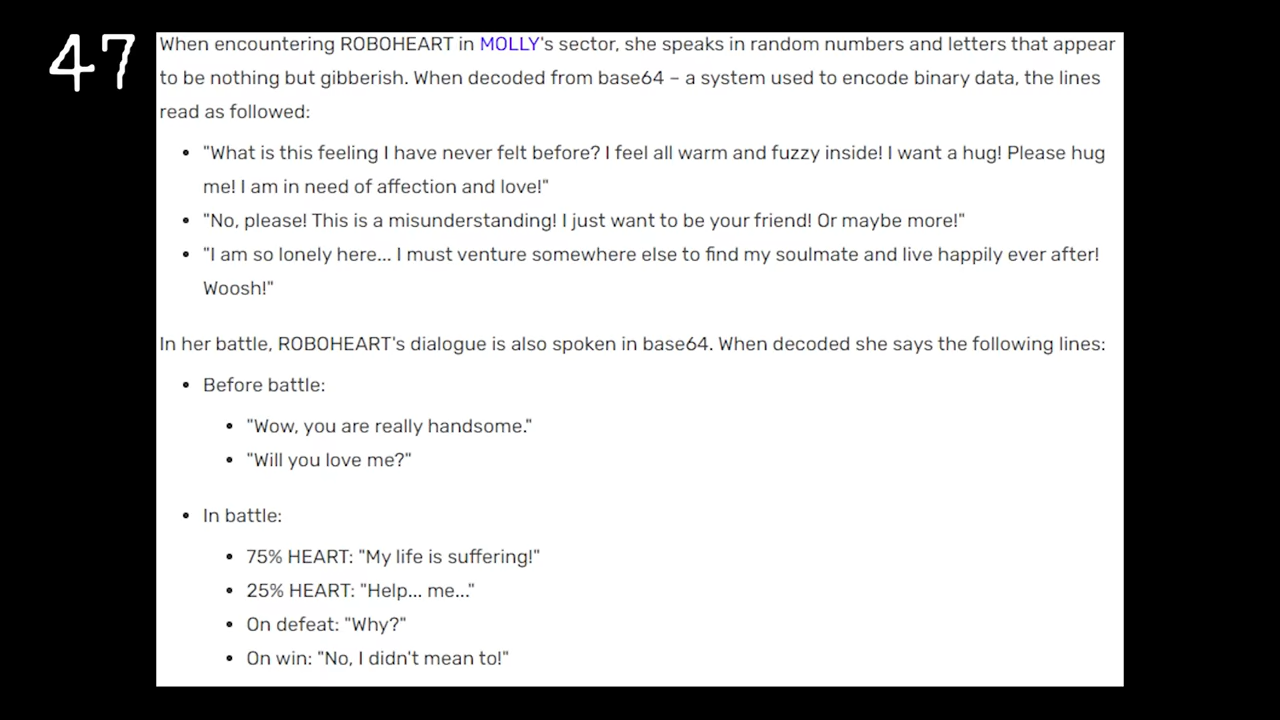 47
When encountering ROBOHEART in MOLLY's sector, she speaks in random numbers and letters that appear
to be nothing but gibberish. When decoded from base64 – a system used to encode binary data, the lines
read as followed:
• "What is this feeling I have never felt before? I feel all warm and fuzzy inside! I want a hug! Please hug
me! I am in need of affection and love!"
• "No, please! This is a misunderstanding! I just want to be your friend! Or maybe more!"
• "I am so lonely here... I must venture somewhere else to find my soulmate and live happily ever after!
Woosh!"
In her battle, ROBOHEART's dialogue is also spoken in base64. When decoded she says the following lines:
• Before battle:
• "Wow, you are really handsome."
• "Will you love me?"
• In battle:
• 75% HEART: "My life is suffering!"
• 25% HEART: "Help... me..."
• On defeat: "Why?"
• On win: "No, I didn't mean to!"